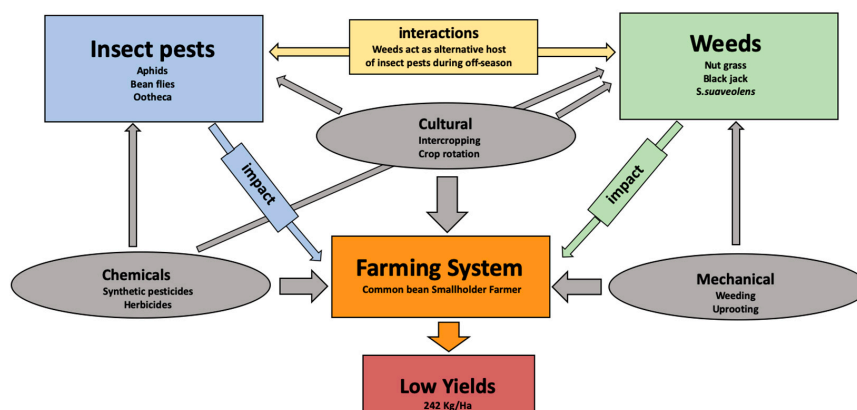 Insect pests
Aphids
Bean flies
Ootheca
interactions
Weeds act as alternative host
of insect pests during off-season
Weeds
Nut grass
Black jack
S.suaveolens
Cultural
Intercropping
Crop rotation
impact
impact
Chemicals
Synthetic pesticides
Herbicides
Farming System
Common bean Smallholder Farmer
Mechanical
Weeding
Uprooting
Low Yields
242 Kg/Ha